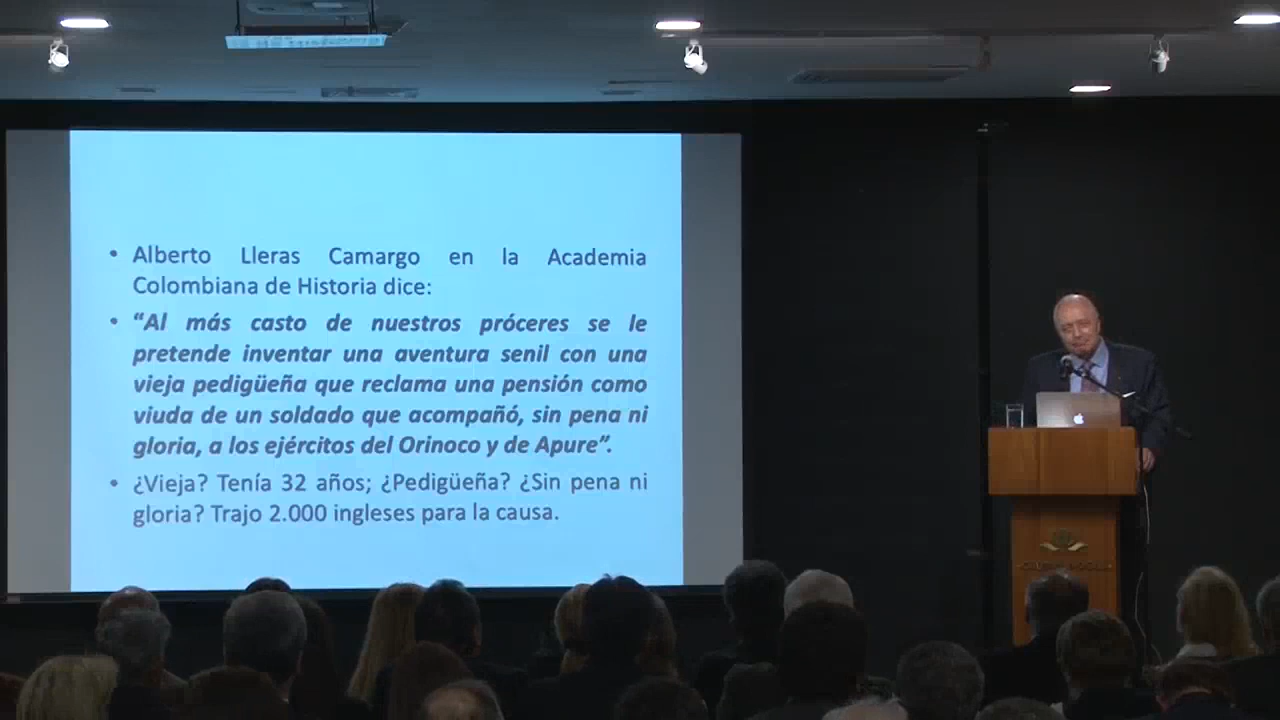 • Alberto Lleras Camargo en la Academia
Colombiana de Historia dice:
• “Al más casto de nuestros próceres se le
pretende inventar una aventura senil con una
vieja pedigüeña que reclama una pensión como
viuda de un soldado que acompañó, sin pena ni
gloria, a los ejércitos del Orinoco y de Apure”.
• ¿Vieja? Tenía 32 años; ¿Pedigüeña? ¿Sin pena ni
gloria? Trajo 2.000 ingleses para la causa.